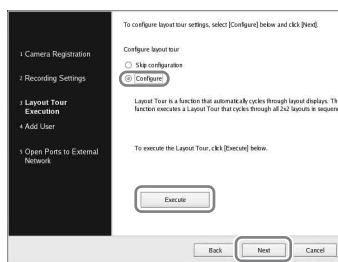 To configure layout tour settings, select [Configure] below and click [Next].
Configure layout tour
Skip configuration
Configure
Layout Tour is a function that automatically cycles through layout displays.
function executes a Layout Tour that cycles through all 2x2 layouts in
To execute the Layout Tour, click [Execute] below.
Execute
1 Camera Registration
2 Recording Settings
3 Layout Tour
Execution
4 Add User
5 Open Ports to External
Network
Back
Next
Cancel